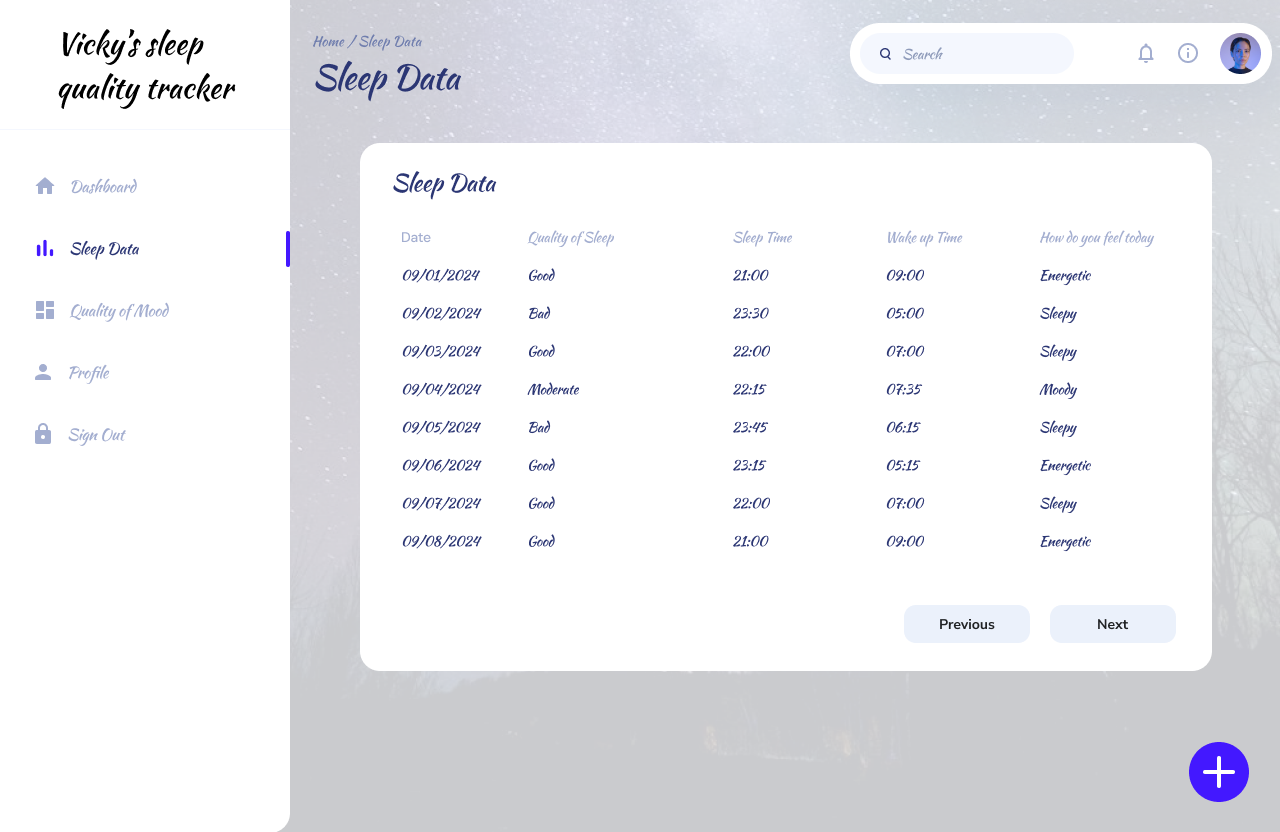 Vicky's sleep
quality tracker
Dashboard
Sleep Data
Quality of Mood
Profile
Sign Out
Home / Sleep Data
Sleep Data
Search
Sleep Data
Date Quality of Sleep Sleep Time Wake up Time How do you feel today
09/01/2024 Good 21:00 09:00 Energetic
09/02/2024 Bad 23:30 05:00 Sleepy
09/03/2024 Good 22:00 07:00 Sleepy
09/04/2024 Moderate 22:15 07:35 Moody
09/05/2024 Bad 23:45 06:15 Sleepy
09/06/2024 Good 23:15 05:15 Energetic
09/07/2024 Good 22:00 07:00 Sleepy
09/08/2024 Good 21:00 09:00 Energetic
Previous Next